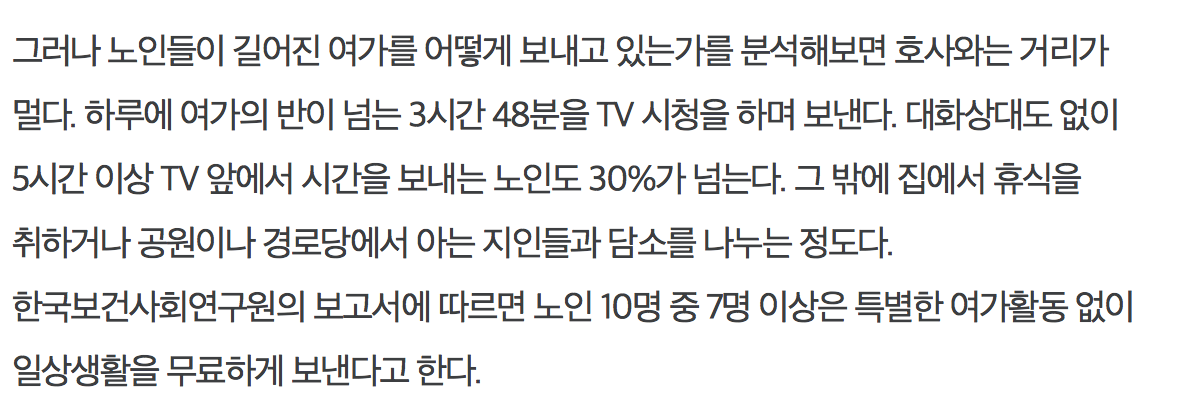 그러나 노인들이 길어진 여가를 어떻게 보내고 있는가를 분석해보면 호사와는 거리가
멀다. 하루에 여가의 반이 넘는 3시간 48분을 TV 시청을 하며 보낸다. 대화상대도 없이
5시간 이상 TV 앞에서 시간을 보내는 노인도 30%가 넘는다. 그 밖에 집에서 휴식을
취하거나 공원이나 경로당에서 아는 지인들과 담소를 나누는 정도다.
한국보건사회연구원의 보고서에 따르면 노인 10명 중 7명 이상은 특별한 여가활동 없이
일상생활을 무료하게 보낸다고 한다.